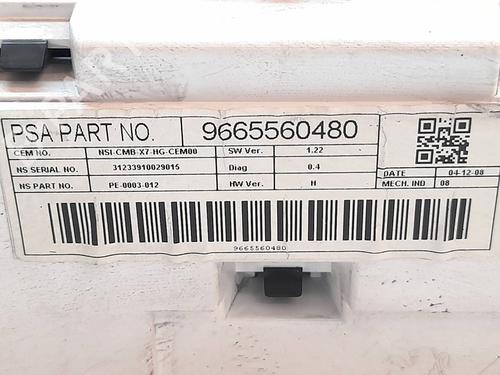 PSA PART NO. 9665560480
CEM NO. NSI-CMB-X7-HG-CEM00 SW Ver. 1.22
NS SERIAL NO. 31233910029015 Diag 0.4
NS PART NO. PE-0003-012 HW Ver. H
DATE 04-12-08
MECH. IND 08
9665560480